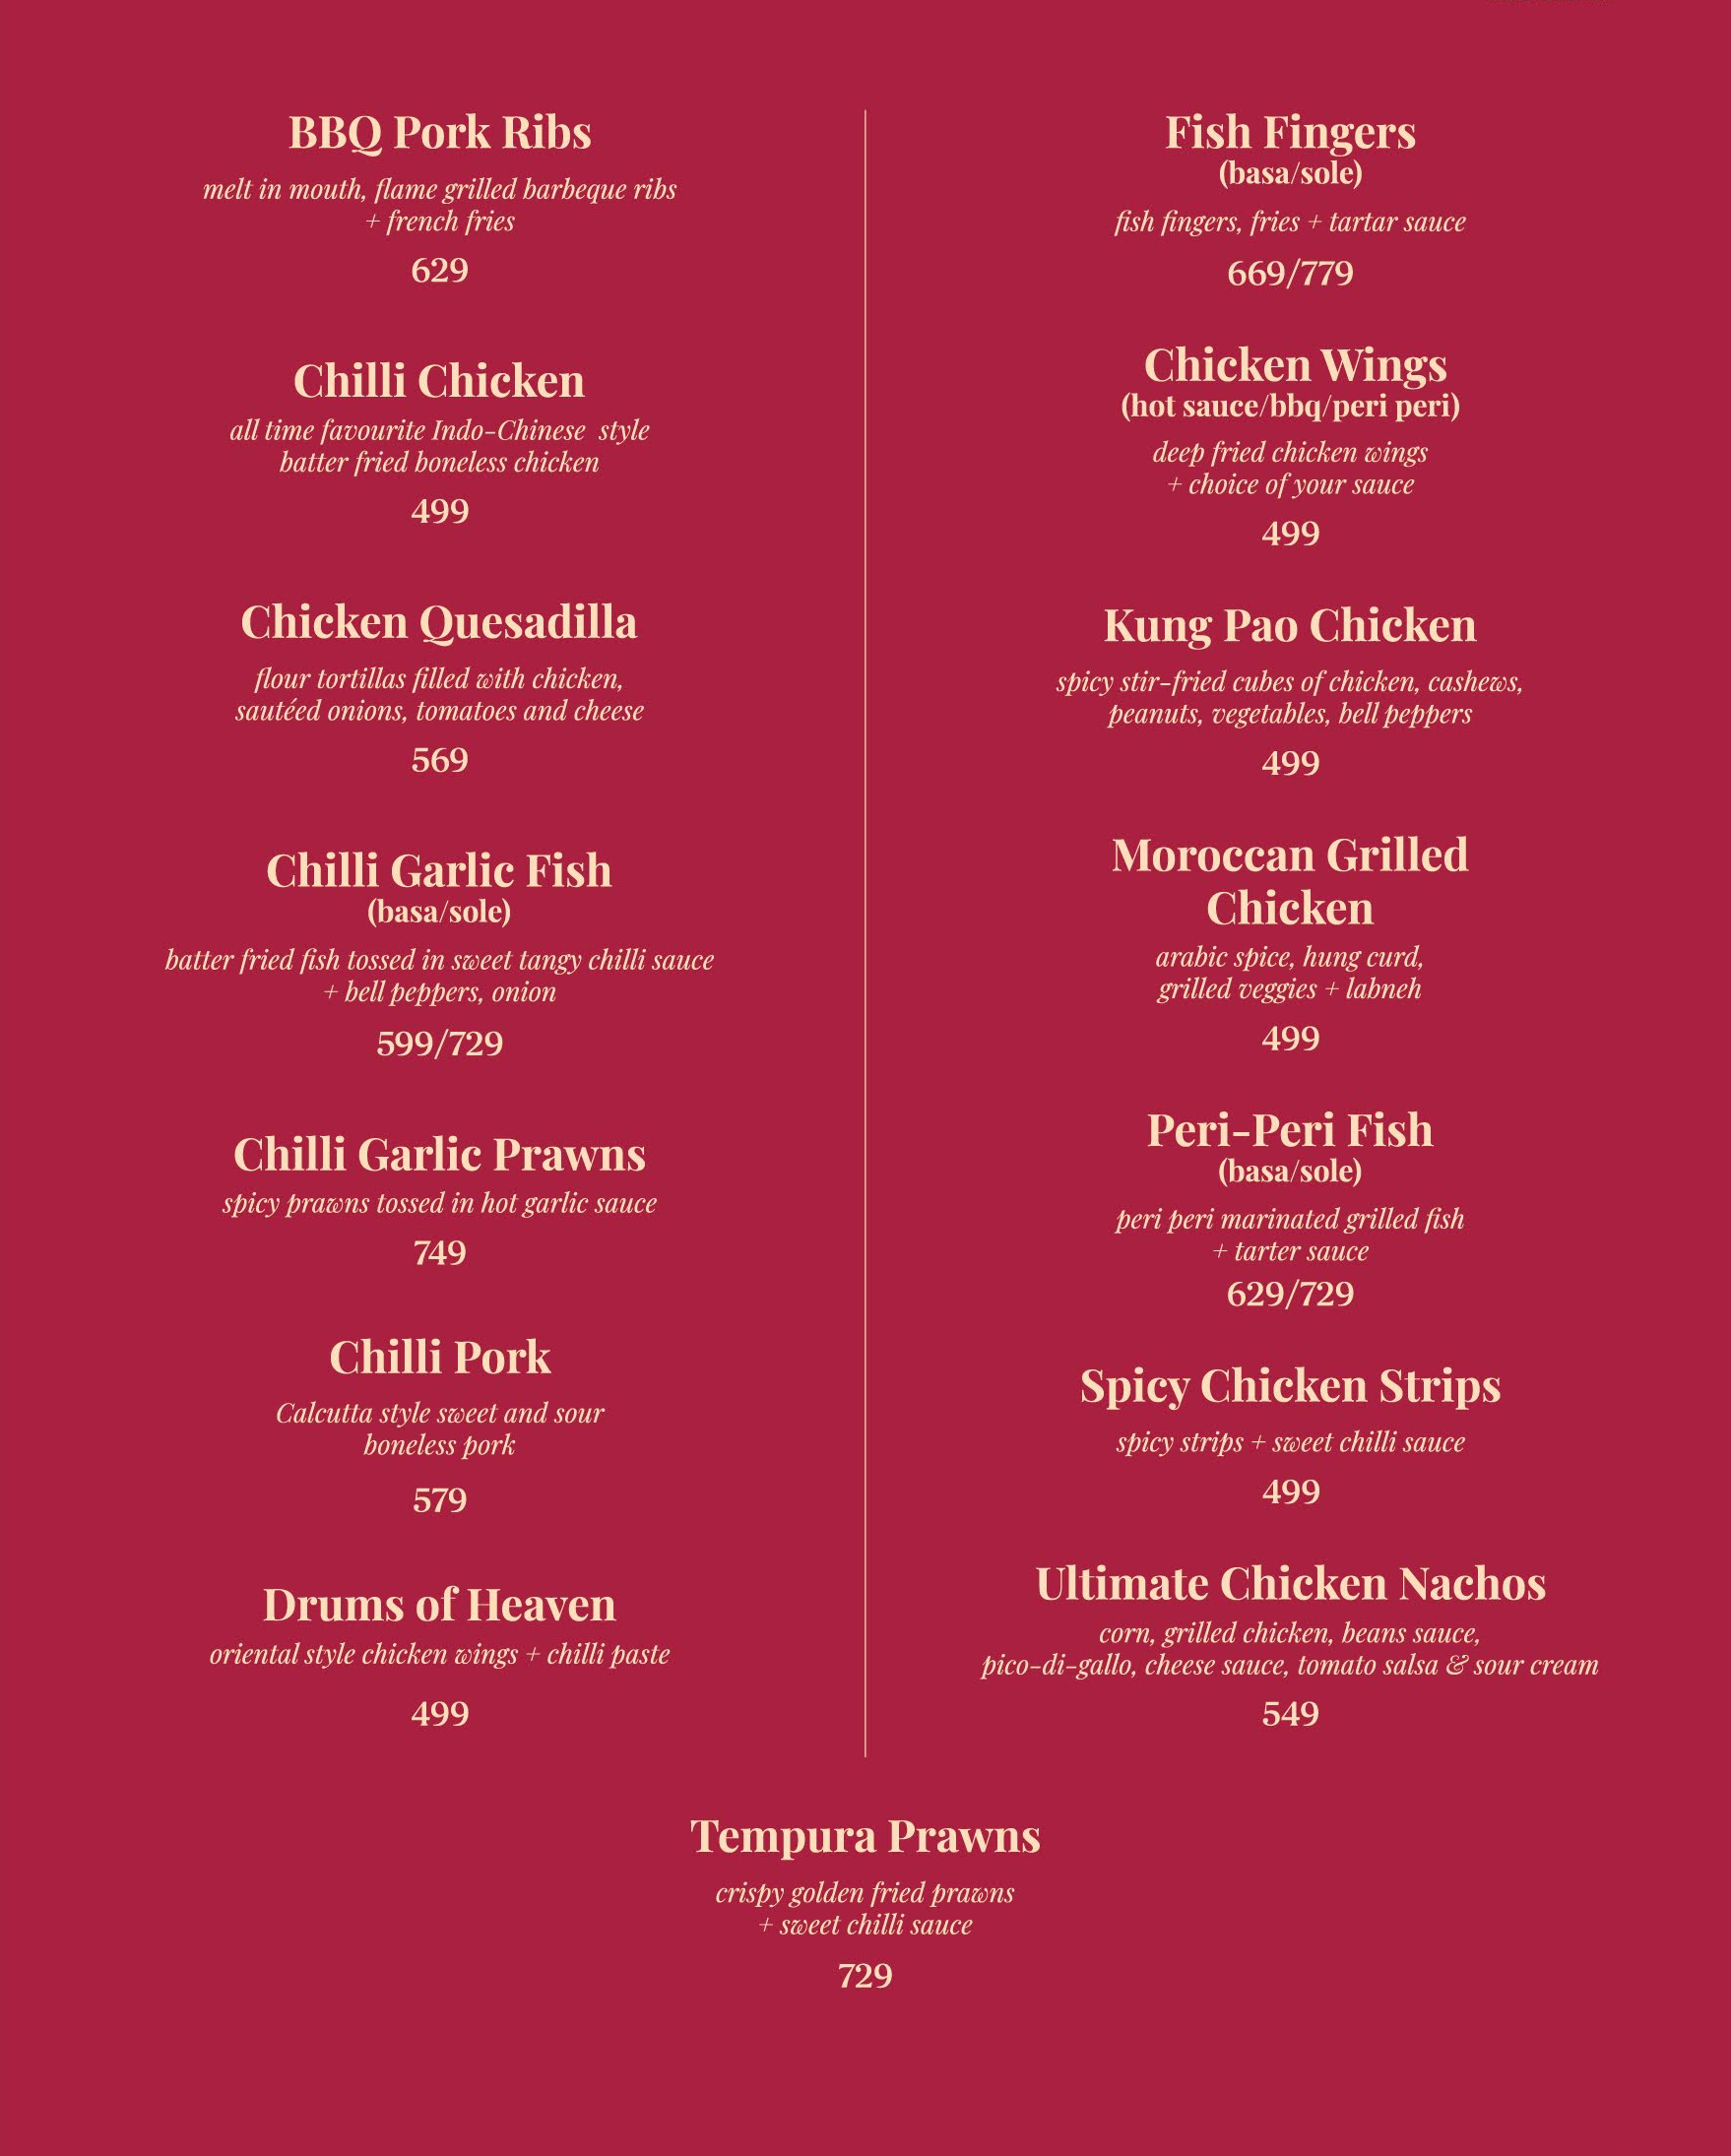 BBQ Pork Ribs
melt in mouth, flame grilled barbeque ribs
+ french fries
629
Chilli Chicken
all time favourite Indo-Chinese  style
batter fried boneless chicken
499
Chicken Quesadilla
flour tortillas filled with chicken,
sautéed onions, tomatoes and cheese
569
Chilli Garlic Fish
(basa/sole)
batter fried fish tossed in sweet tangy chilli sauce
+ bell peppers, onion
599/729
Chilli Garlic Prawns
spicy prawns tossed in hot garlic sauce
749
Chilli Pork
Calcutta style sweet and sour
boneless pork
579
Drums of Heaven
oriental style chicken wings + chilli paste
499
Fish Fingers
(basa/sole)
fish fingers, fries + tartar sauce
669/779
Chicken Wings
(hot sauce/bbq/peri peri)
deep fried chicken wings
+ choice of your sauce
499
Kung Pao Chicken
spicy stir-fried cubes of chicken, cashews,
peanuts, vegetables, bell peppers
499
Moroccan Grilled
Chicken
arabic spice, hung curd,
grilled veggies + labneh
499
Peri-Peri Fish
(basa/sole)
peri peri marinated grilled fish
+ tarter sauce
629/729
Spicy Chicken Strips
spicy strips + sweet chilli sauce
499
Ultimate Chicken Nachos
corn, grilled chicken, beans sauce,
pico-di-gallo, cheese sauce, tomato salsa & sour cream
549
Tempura Prawns
crispy golden fried prawns
+ sweet chilli sauce
729